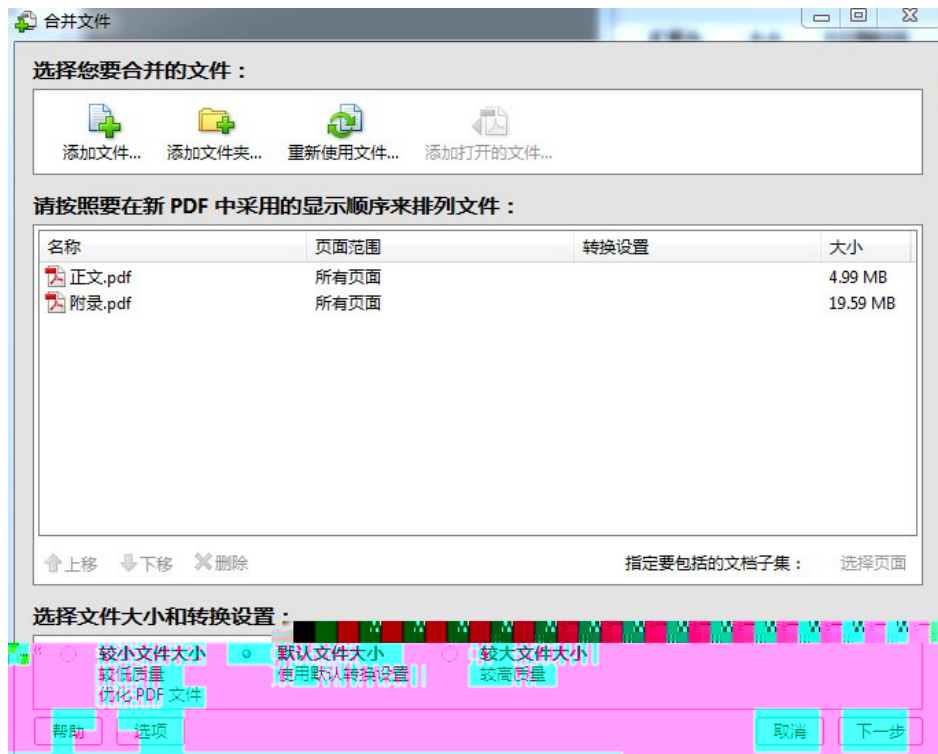 合并文件
选择您要合并的文件：
添加文件... 添加文件夹... 重新使用文件... 添加打开的文件...
请按照要在新 PDF 中采用的显示顺序来排列文件：
名称 页面范围 转换设置 大小
正文.pdf 所有页面 4.99 MB
附录.pdf 所有页面 19.59 MB
上移 下移 删除 指定要包括的文档子集： 选择页面
选择文件大小和转换设置：
较小文件大小 默认文件大小 较大文件大小
较低质量 使用默认转换设置 较高质量
优化 PDF 文件
帮助 选项 取消 下一步